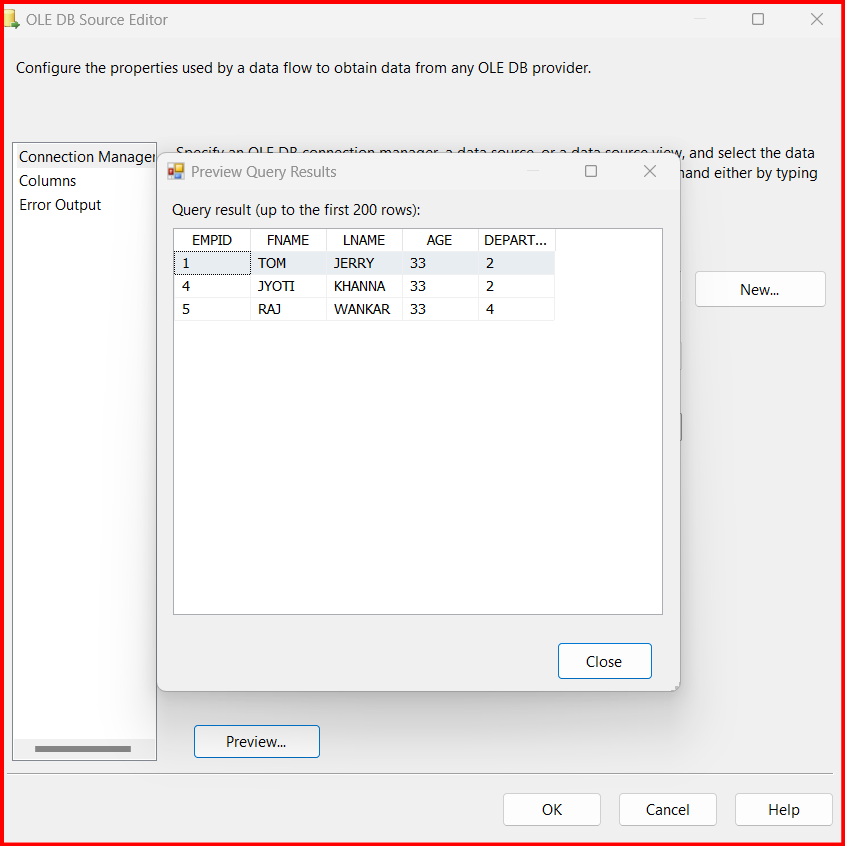 OLE DB Source Editor
Configure the properties used by a data flow to obtain data from any OLE DB provider.
Specify an OLE DB connection manager, a data source, or a data source view, and select the data
mand either by typing
Connection Manager
Columns
Error Output
Preview Query Results
Query result (up to the first 200 rows):
EMPID FNAME LNAME AGE DEPART...
1 TOM JERRY 33 2
4 JYOTI KHANNA 33 2
5 RAJ WANKAR 33 4
New...
Close
Preview...
OK Cancel Help